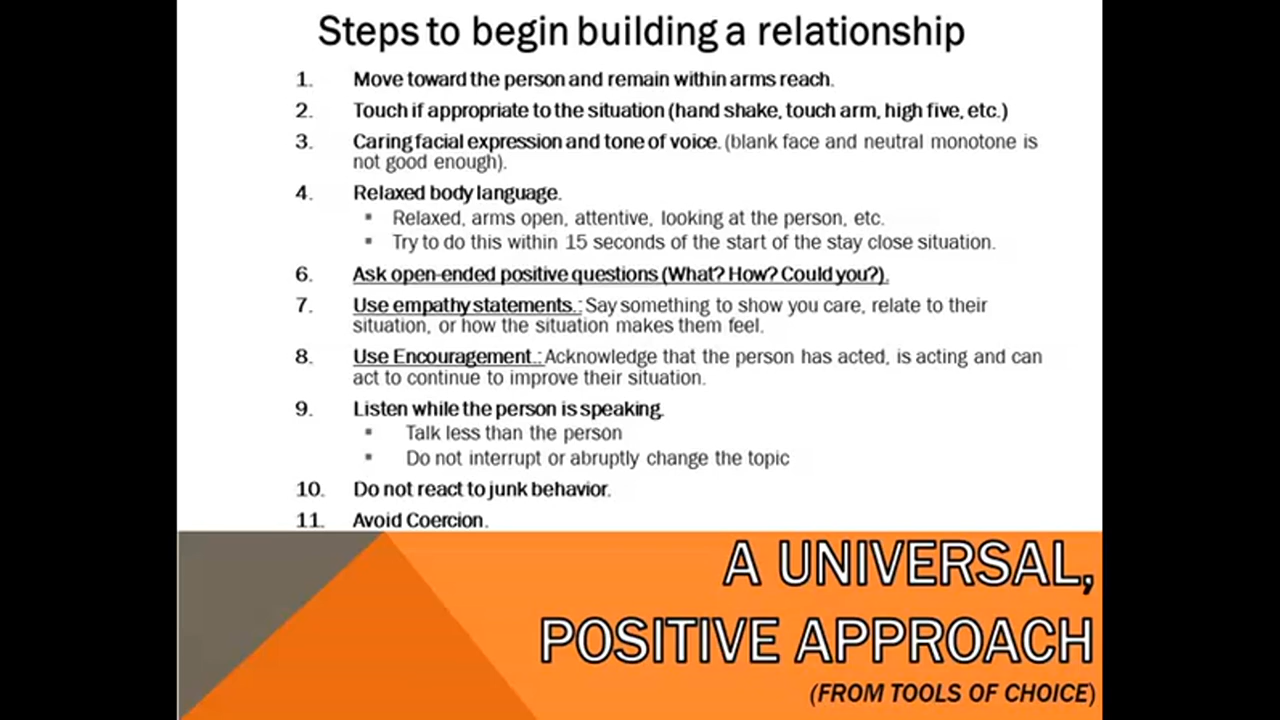 Steps to begin building a relationship
1. Move toward the person and remain within arms reach.
2. Touch if appropriate to the situation (hand shake, touch arm, high five, etc.)
3. Caring facial expression and tone of voice. (blank face and neutral monotone is
not good enough).
4. Relaxed body language.
▪ Relaxed, arms open, attentive, looking at the person, etc.
▪ Try to do this within 15 seconds of the start of the stay close situation.
6. Ask open-ended positive questions (What? How? Could you?).
7. Use empathy statements.: Say something to show you care, relate to their
situation, or how the situation makes them feel.
8. Use Encouragement.: Acknowledge that the person has acted, is acting and can
act to continue to improve their situation.
9. Listen while the person is speaking.
▪ Talk less than the person
▪ Do not interrupt or abruptly change the topic
10. Do not react to junk behavior.
11. Avoid Coercion.
A UNIVERSAL,
POSITIVE APPROACH
(FROM TOOLS OF CHOICE)